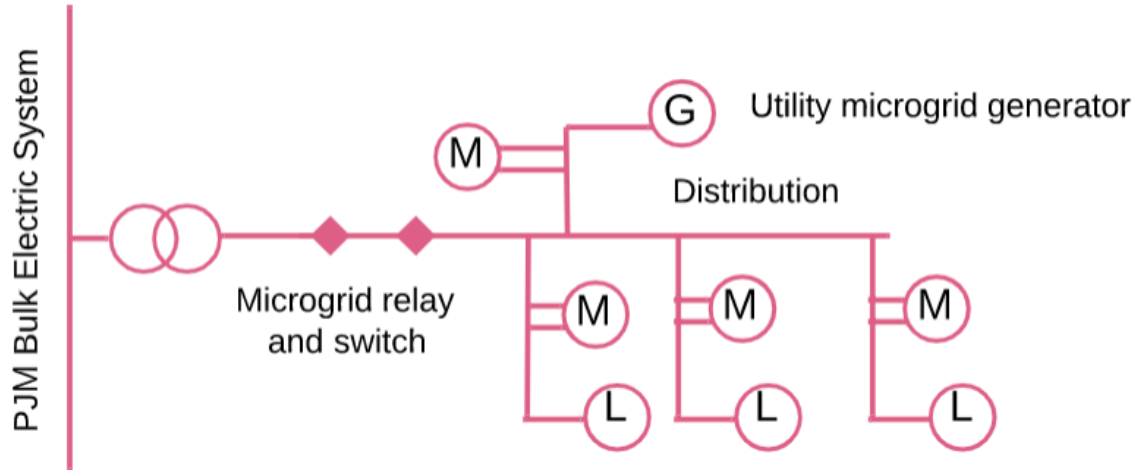 PJM Bulk Electric System
G
Utility microgrid generator
M
Distribution
Microgrid relay
and switch
M
M
M
L
L
L